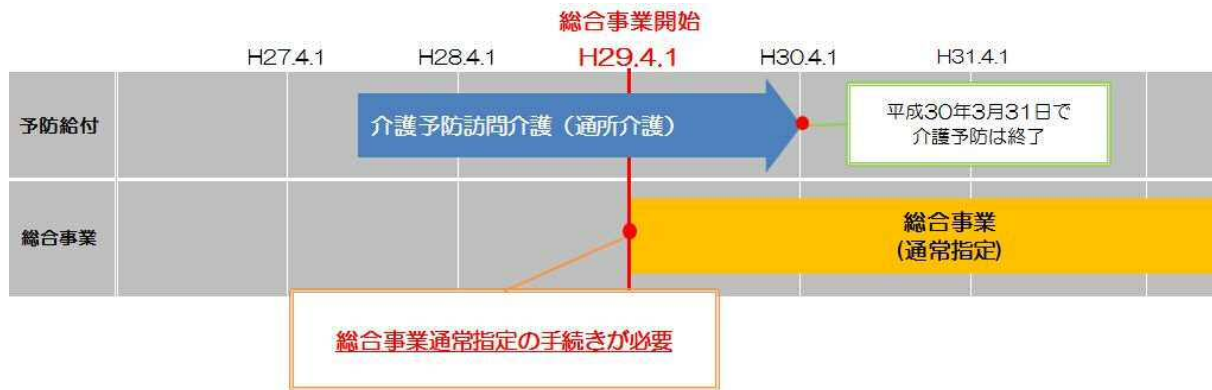 総合事業開始
H27.4.1 H28.4.1 H29.4.1 H30.4.1 H31.4.1
予防給付
介護予防訪問介護（通所介護）
平成30年3月31日で
介護予防は終了
総合事業
総合事業
(通常指定)
総合事業通常指定の手続きが必要